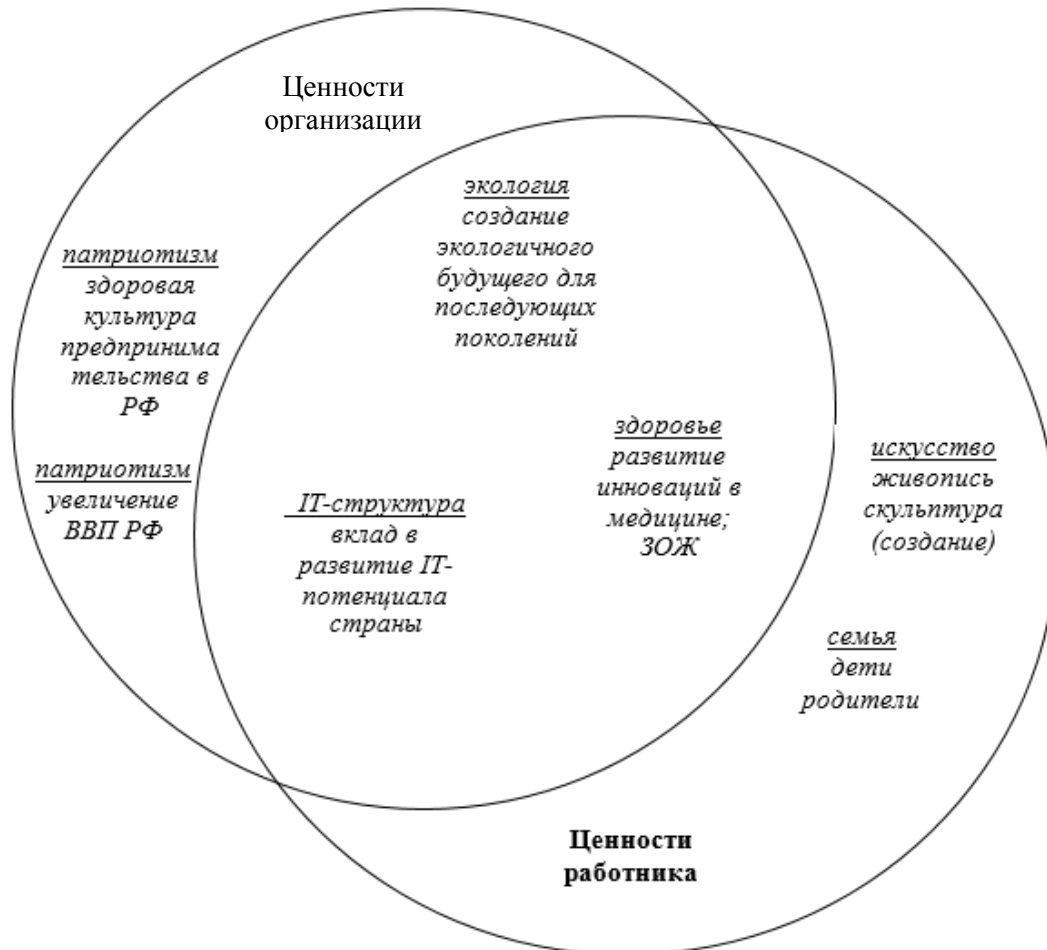 Ценности
организации
экология
создание
экологичного
будущего для
последующих
поколений
патриотизм
здоровая
культура
предпринима
тельства в
РФ
патриотизм
увеличение
ВВП РФ
IT-структура
вклад в
развитие IT-
потенциала
страны
здоровье
развитие
инноваций в
медицине;
ЗОЖ
искусство
живопись
скульптура
(создание)
семья
дети
родители
Ценности
работника